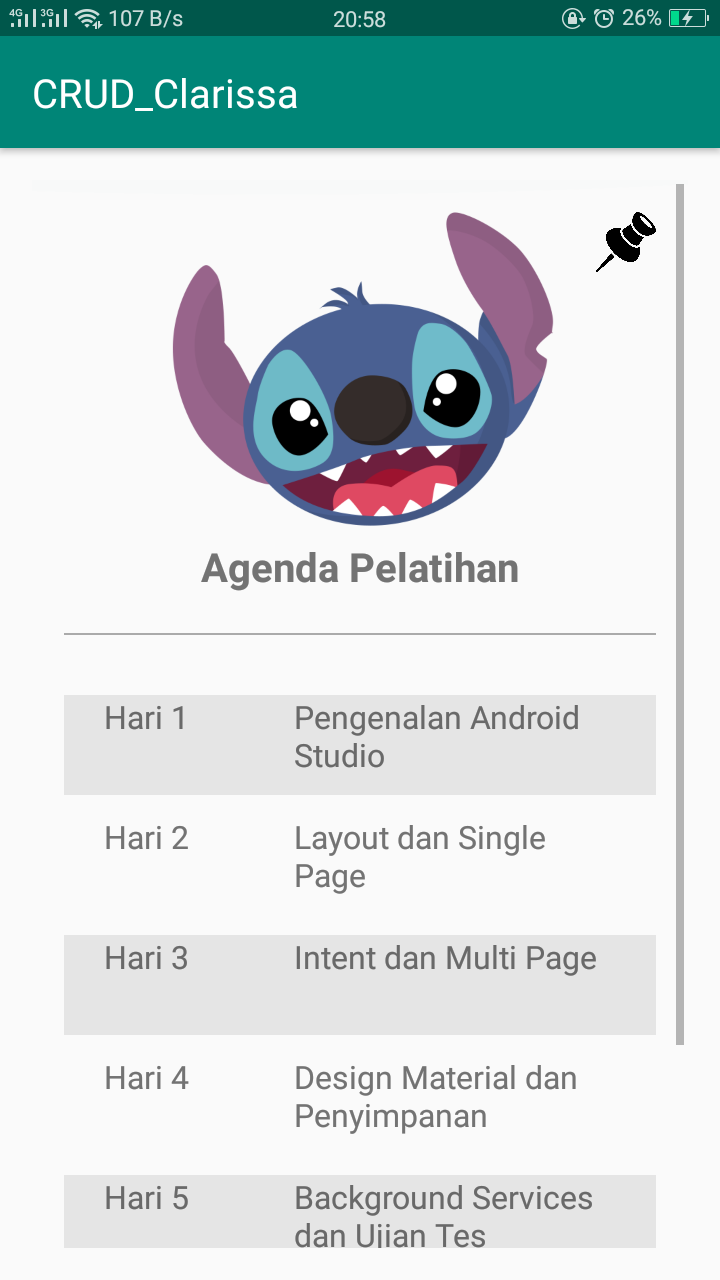 4G 3G 107 B/s 20:58 26%
CRUD_Clarissa
Agenda Pelatihan
Hari 1 Pengenalan Android
Studio
Hari 2 Layout dan Single
Page
Hari 3 Intent dan Multi Page
Hari 4 Design Material dan
Penyimpanan
Hari 5 Background Services
dan Ujian Tes